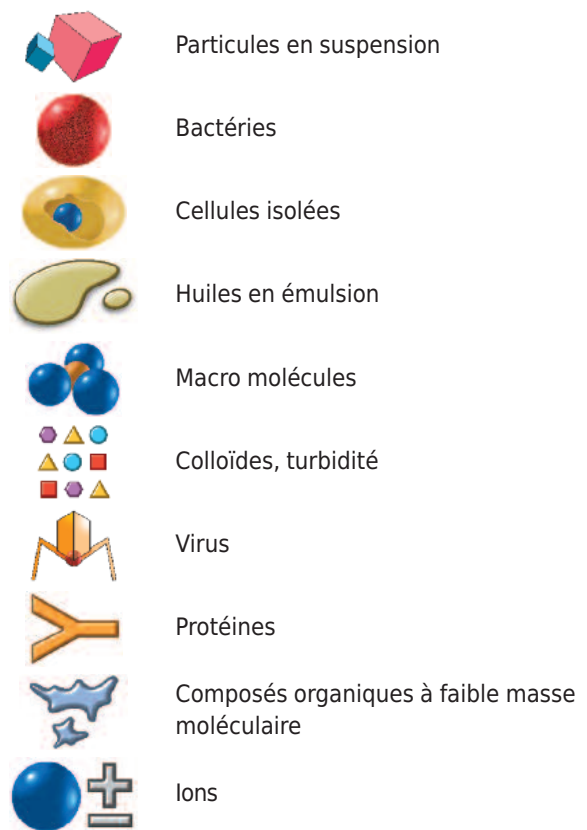 Particules en suspension
Bactéries
Cellules isolées
Huiles en émulsion
Macro molécules
Colloïdes, turbidité
Virus
Protéines
Composés organiques à faible masse
moléculaire
Ions